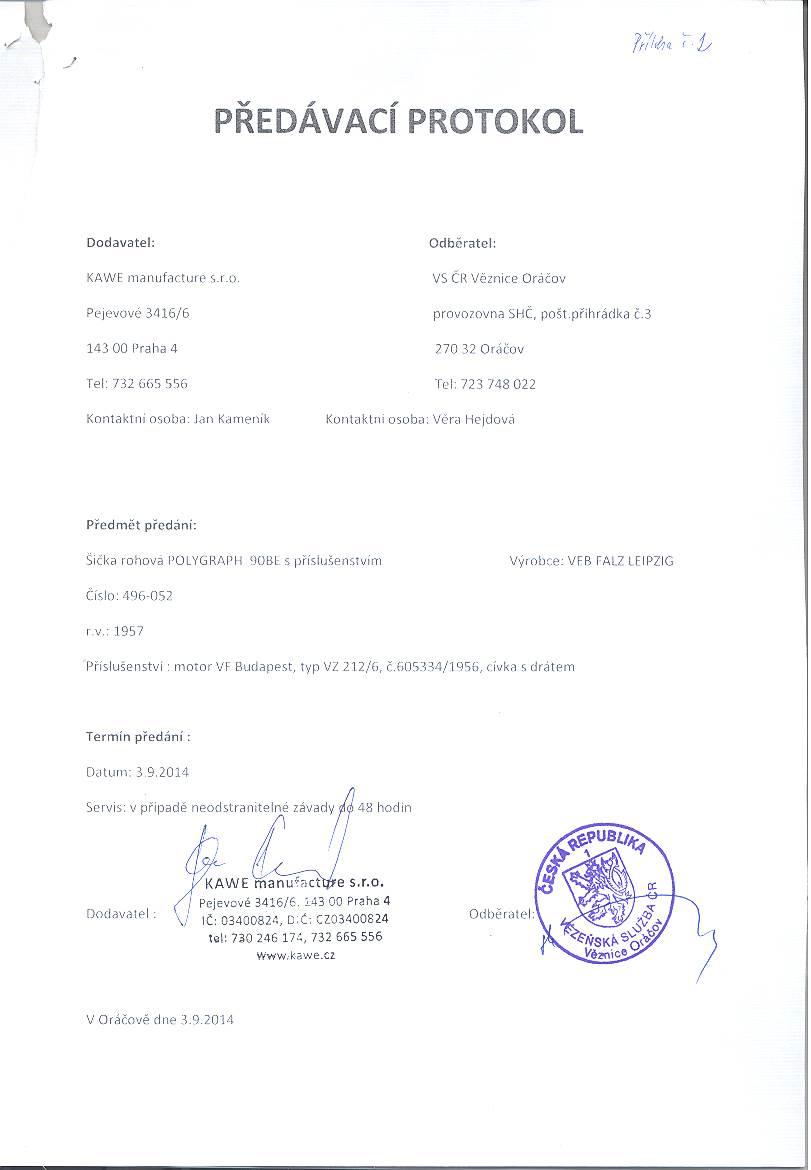 Příloha č. 1
PŘEDÁVACÍ PROTOKOL
Dodavatel: Odběratel:
KAWE manufacture s.r.o. VS ČR Věznice Oráčov
Pejevové 3416/6 provozovna SHČ, pošt.přihrádka č.3
143 00 Praha 4 270 32 Oráčov
Tel: 732 665 556 Tel: 723 748 022
Kontaktní osoba: Jan Kameník Kontaktní osoba: Věra Hejdová
Předmět předání:
Šička rohová POLYGRAPH 90BE s příslušenstvím Výrobce: VEB FALZ LEIPZIG
Číslo: 496-052
r.v.: 1957
Příslušenství : motor VF Budapest, typ VZ 212/6, č.605334/1956, cívka s drátem
Termín předání :
Datum: 3.9.2014
Servis: v případě neodstranitelné závady do 48 hodin
KAWE manufacture s.r.o.
Pejevové 3416/6, 143 00 Praha 4
Dodavatel : IČ: 03400824, DIČ: CZ03400824 Odběratel:
tel: 730 246 174, 732 665 556
www.kawe.cz
ČESKÁ REPUBLIKA
1
VĚZEŇSKÁ SLUŽBA ČR
Věznice Oráčov
V Oráčově dne 3.9.2014